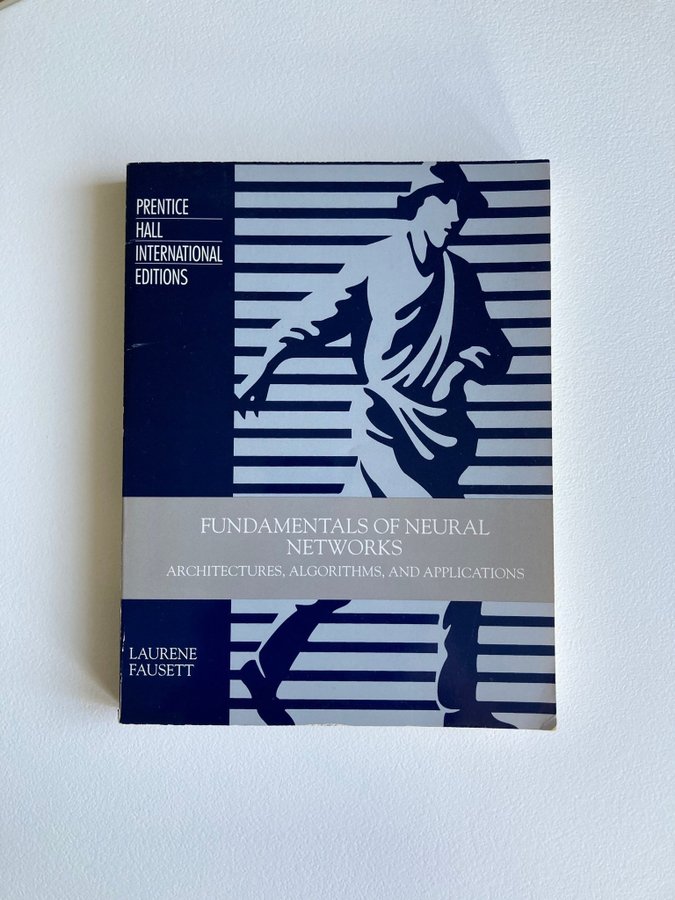 PRENTICE
HALL
INTERNATIONAL
EDITIONS
FUNDAMENTALS OF NEURAL
NETWORKS
ARCHITECTURES, ALGORITHMS, AND APPLICATIONS
LAURENE
FAUSETT